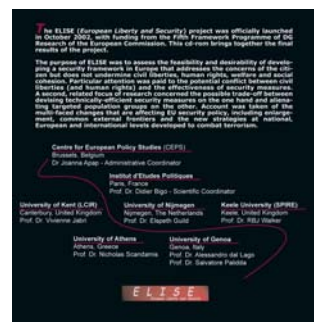 The ELISE (European Liberty and Security) project was officially launched
in October 2002, with funding from the Fifth Framework Programme of DG
Research of the European Commission. This cd-rom brings together the final
results of the project.
The purpose of ELISE was to assess the feasibility and desirability of develo-
ping a security framework in Europe that addresses the concerns of the citi-
zen but does not undermine civil liberties, human rights, welfare and social
cohesion. Particular attention was paid to the potential conflict between civil
liberties (and human rights) and the effectiveness of security measures.
A second, related focus of research concerned the possible trade-off between
devising technically-efficient security measures on the one hand and aliena-
ting targeted population groups on the other. Account was taken of the
multi-faced changes that are affecting EU security policy, including enlarge-
ment, common external frontiers and the new strategies at national,
European and international levels developed to combat terrorism.
Centre for European Policy Studies (CEPS)
Brussels, Belgium
Dr Joanna Apap - Administrative Coordinator
Institut d'Etudes Politiques
Paris, France
Prof. Dr. Didier Bigo - Scientific Coordinator
University of Kent (LCIR)
Canterbury, United Kingdom
Prof. Dr. Vivienne Jabri
University of Nijmegen
Nijmegen, The Netherlands
Prof. Dr. Elspeth Guild
Keele University (SPIRE)
Keele, United Kingdom
Prof. Dr. RBJ Walker
University of Athens
Athens, Greece
Prof. Dr. Nicholas Scandamis
University of Genoa
Genoa, Italy
Prof. Dr. Alessandro dal Lago
Prof. Dr. Salvatore Palidda
ELISE